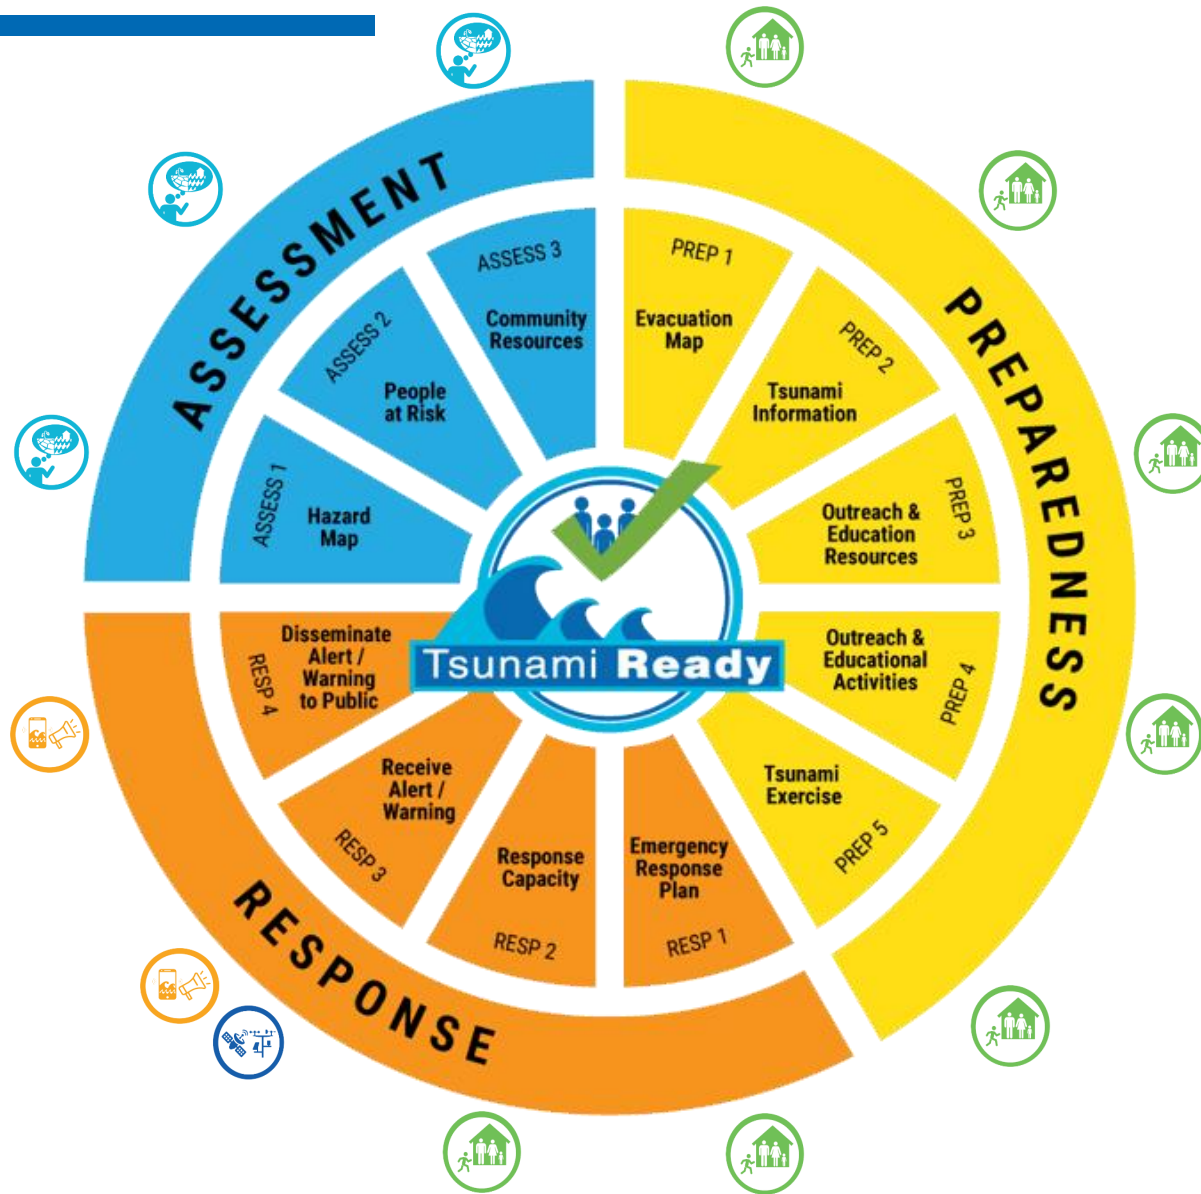 ASSESSMENT
ASSESS 1
Hazard
Map
ASSESS 2
People
at Risk
ASSESS 3
Community
Resources
PREPAREDNESS
PREP 1
Evacuation
Map
PREP 2
Tsunami
Information
PREP 3
Outreach &
Education
Resources
PREP 4
Outreach &
Educational
Activities
PREP 5
Tsunami
Exercise
RESPONSE
RESP 1
Emergency
Response
Plan
RESP 2
Response
Capacity
RESP 3
Receive
Alert /
Warning
RESP 4
Disseminate
Alert /
Warning
to Public
Tsunami Ready